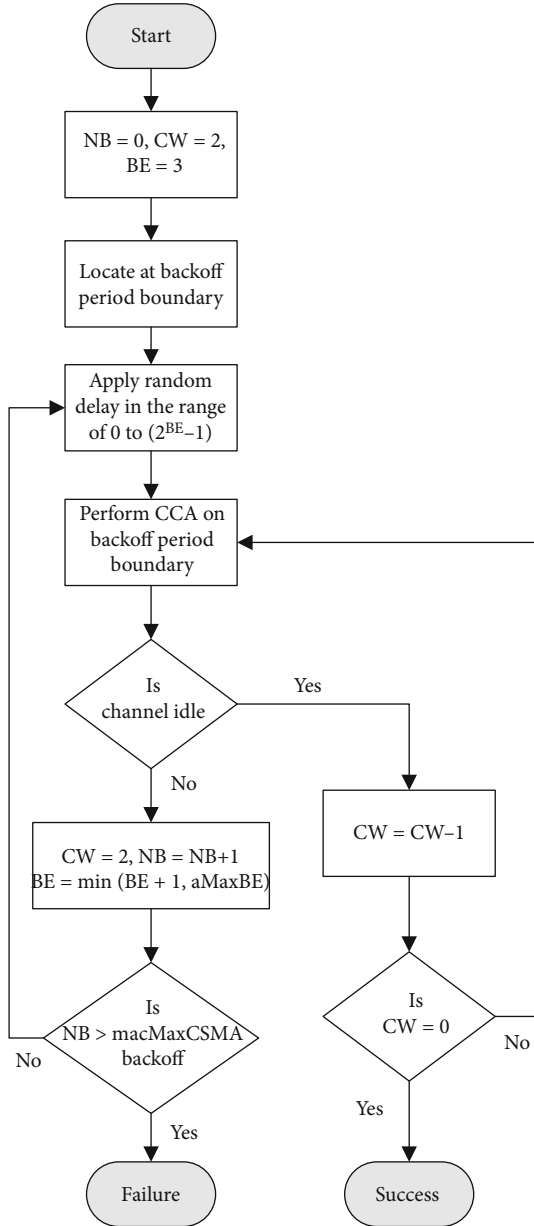 Start
NB = 0, CW = 2,
BE = 3
Locate at backoff
period boundary
Apply random
delay in the range
of 0 to (2^BE–1)
Perform CCA on
backoff period
boundary
Is
channel idle
Yes
No
CW = 2, NB = NB+1
BE = min (BE + 1, aMaxBE)
CW = CW–1
Is
NB > macMaxCSMA
backoff
No
Yes
Is
CW = 0
No
Yes
Failure
Success